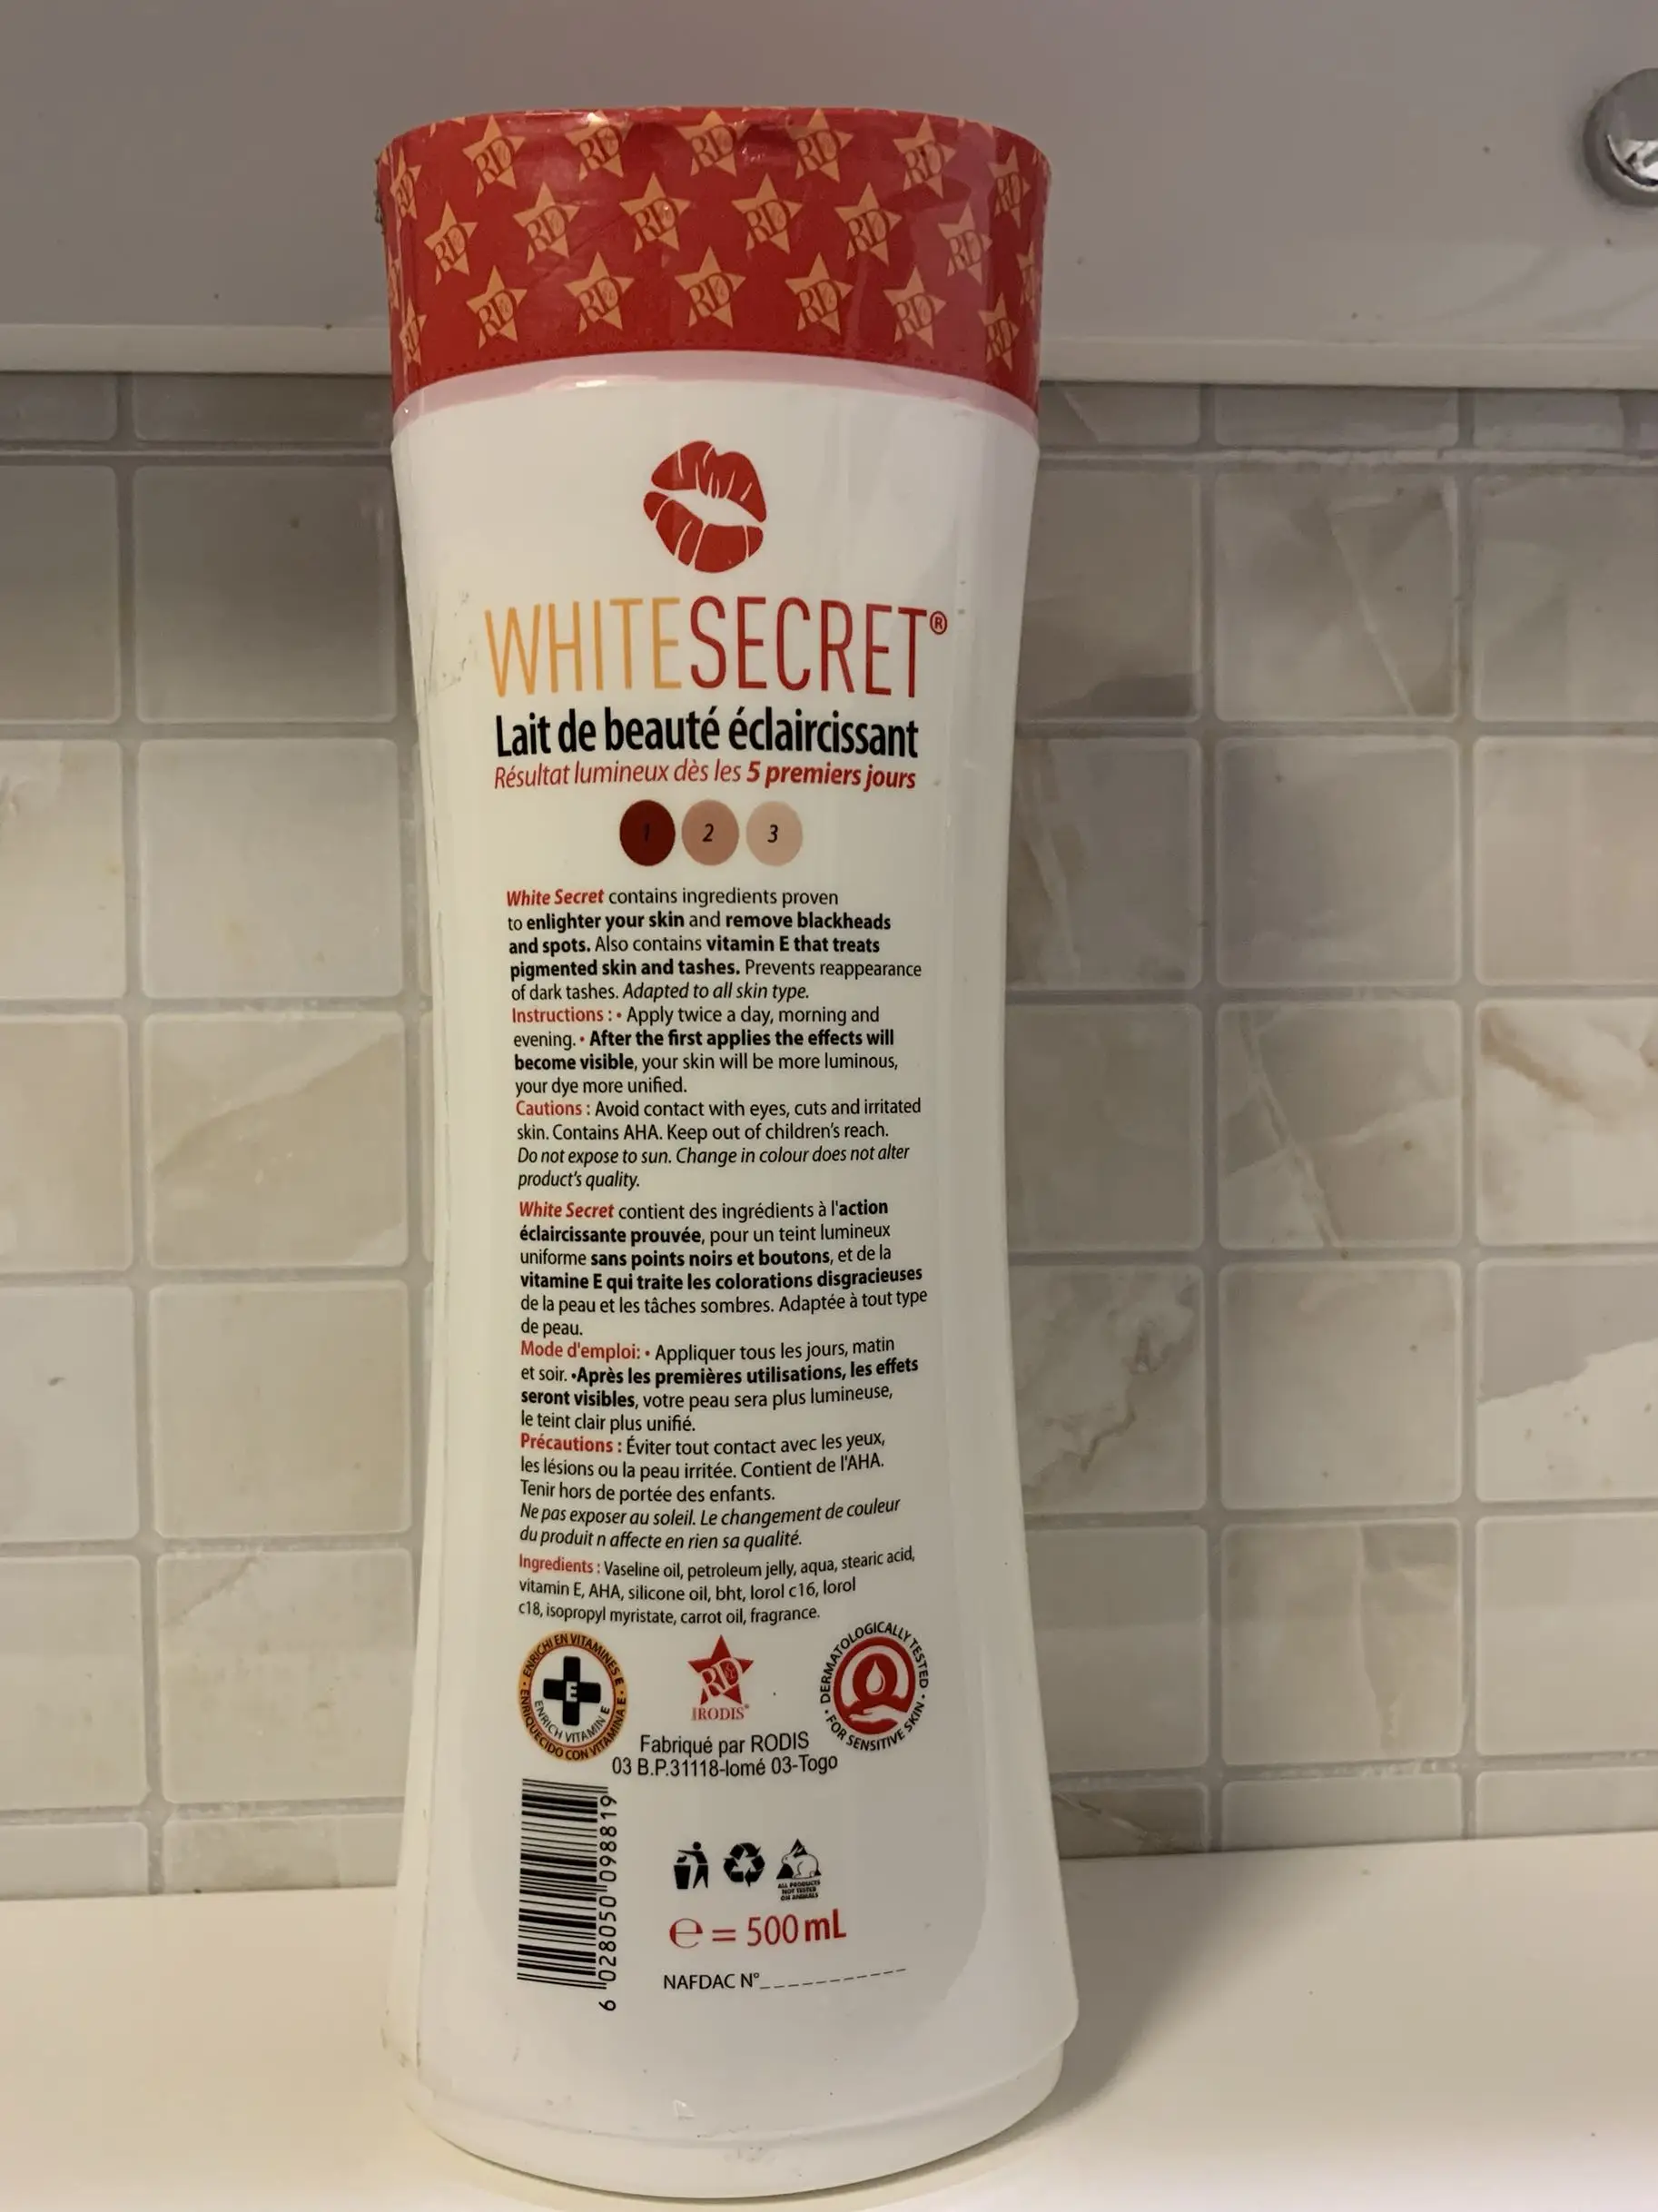 WHITESECRET®
Lait de beauté éclaircissant
Résultat lumineux dès les 5 premiers jours
1 2 3
White Secret contains ingredients proven
to enlighter your skin and remove blackheads
and spots. Also contains vitamin E that treats
pigmented skin and tashes. Prevents reappearance
of dark tashes. Adapted to all skin type.
Instructions : • Apply twice a day, morning and
evening. • After the first applies the effects will
become visible, your skin will be more luminous,
your dye more unified.
Cautions : Avoid contact with eyes, cuts and irritated
skin. Contains AHA. Keep out of children's reach.
Do not expose to sun. Change in colour does not alter
product's quality.
White Secret contient des ingrédients à l'action
éclaircissante prouvée, pour un teint lumineux
uniforme sans points noirs et boutons, et de la
vitamine E qui traite les colorations disgracieuses
de la peau et les tâches sombres. Adaptée à tout type
de peau.
Mode d'emploi: • Appliquer tous les jours, matin
et soir. •Après les premières utilisations, les effets
seront visibles, votre peau sera plus lumineuse,
le teint clair plus unifié.
Précautions : Éviter tout contact avec les yeux,
les lésions ou la peau irritée. Contient de l'AHA.
Tenir hors de portée des enfants.
Ne pas exposer au soleil. Le changement de couleur
du produit n affecte en rien sa qualité.
Ingredients : Vaseline oil, petroleum jelly, aqua, stearic acid,
vitamin E, AHA, silicone oil, bht, lorol c16, lorol
c18, isopropyl myristate, carrot oil, fragrance.
ENRICHI EN VITAMINES E •
ENRIQUECIDO CON VITAMINA E •
ENRICH VITAMIN E
E
RD
RODIS
DERMATOLOGICALLY TESTED
• FOR SENSITIVE SKIN •
Fabriqué par RODIS
03 B.P.31118-lomé 03-Togo
6 028050 098819
ALL PRODUCTS
NOT TESTED
ON ANIMALS
e = 500 mL
NAFDAC N°____________